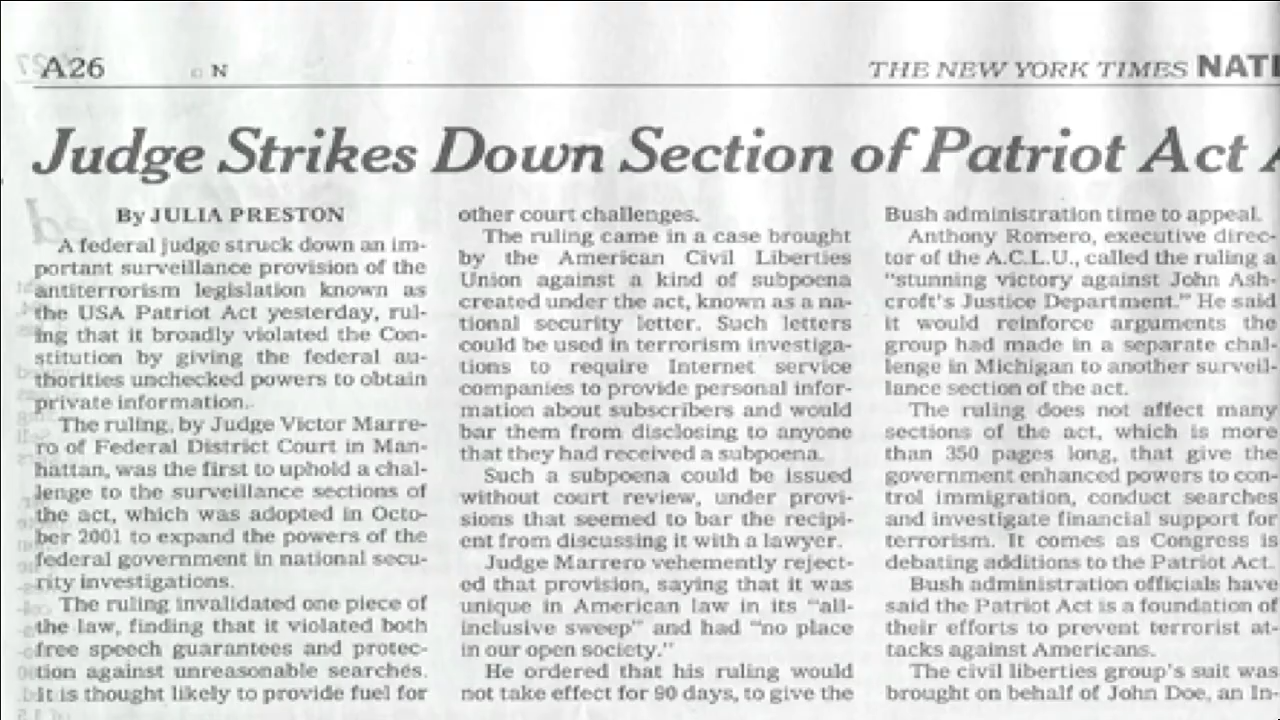 A26
N
THE NEW YORK TIMES NATI
Judge Strikes Down Section of Patriot Act
By JULIA PRESTON
A federal judge struck down an im-
portant surveillance provision of the
antiterrorism legislation known as
the USA Patriot Act yesterday, rul-
ing that it broadly violated the Con-
stitution by giving the federal au-
thorities unchecked powers to obtain
private information.
The ruling, by Judge Victor Marre-
ro of Federal District Court in Man-
hattan, was the first to uphold a chal-
lenge to the surveillance sections of
the act, which was adopted in Octo-
ber 2001 to expand the powers of the
federal government in national secu-
rity investigations.
The ruling invalidated one piece of
the law, finding that it violated both
free speech guarantees and protec-
tion against unreasonable searches.
It is thought likely to provide fuel for
other court challenges.
The ruling came in a case brought
by the American Civil Liberties
Union against a kind of subpoena
created under the act, known as a na-
tional security letter. Such letters
could be used in terrorism investiga-
tions to require Internet service
companies to provide personal infor-
mation about subscribers and would
bar them from disclosing to anyone
that they had received a subpoena.
Such a subpoena could be issued
without court review, under provi-
sions that seemed to bar the recipi-
ent from discussing it with a lawyer.
Judge Marrero vehemently reject-
ed that provision, saying that it was
unique in American law in its "all-
inclusive sweep" and had "no place
in our open society."
He ordered that his ruling would
not take effect for 90 days, to give the
Bush administration time to appeal.
Anthony Romero, executive direc-
tor of the A.C.L.U., called the ruling a
"stunning victory against John Ash-
croft's Justice Department." He said
it would reinforce arguments the
group had made in a separate chal-
lenge in Michigan to another surveil-
lance section of the act.
The ruling does not affect many
sections of the act, which is more
than 350 pages long, that give the
government enhanced powers to con-
trol immigration, conduct searches
and investigate financial support for
terrorism. It comes as Congress is
debating additions to the Patriot Act.
Bush administration officials have
said the Patriot Act is a foundation of
their efforts to prevent terrorist at-
tacks against Americans.
The civil liberties group's suit was
brought on behalf of John Doe, an In-